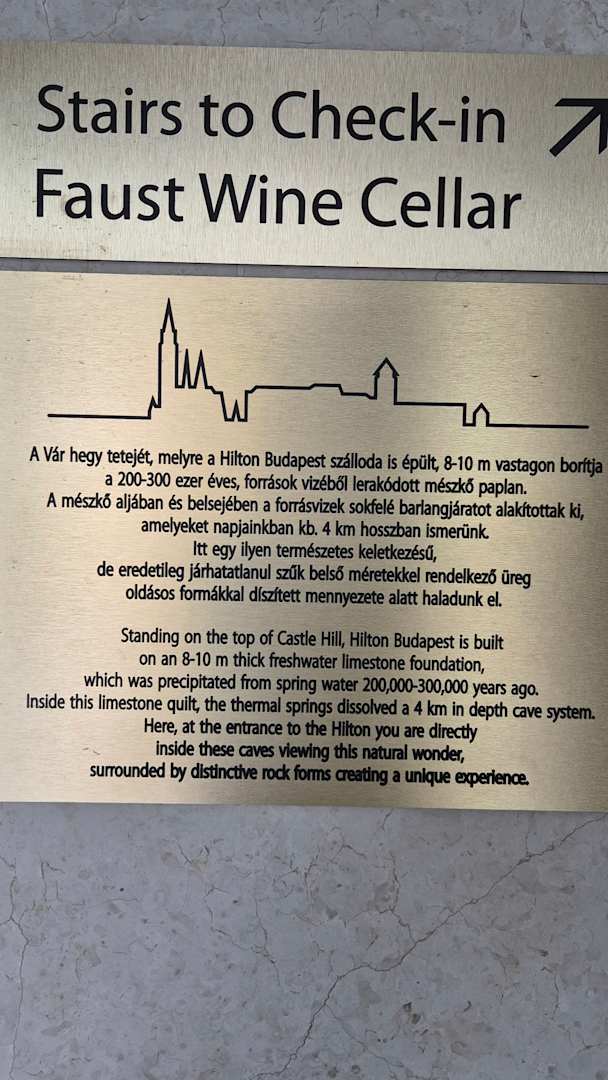 Stairs to Check-in
Faust Wine Cellar
A Vár hegy tetejét, melyre a Hilton Budapest szálloda is épült, 8-10 m vastagon borítja
a 200-300 ezer éves, források vizéből lerakódott mészkő paplan.
A mészkő aljában és belsejében a forrásvizek sokfelé barlangjáratot alakítottak ki,
amelyeket napjainkban kb. 4 km hosszban ismerünk.
Itt egy ilyen természetes keletkezésű,
de eredetileg járhatatlanul szűk belső méretekkel rendelkező üreg
oldásos formákkal díszített mennyezete alatt haladunk el.
Standing on the top of Castle Hill, Hilton Budapest is built
on an 8-10 m thick freshwater limestone foundation,
which was precipitated from spring water 200,000-300,000 years ago.
Inside this limestone quilt, the thermal springs dissolved a 4 km in depth cave system.
Here, at the entrance to the Hilton you are directly
inside these caves viewing this natural wonder,
surrounded by distinctive rock forms creating a unique experience.